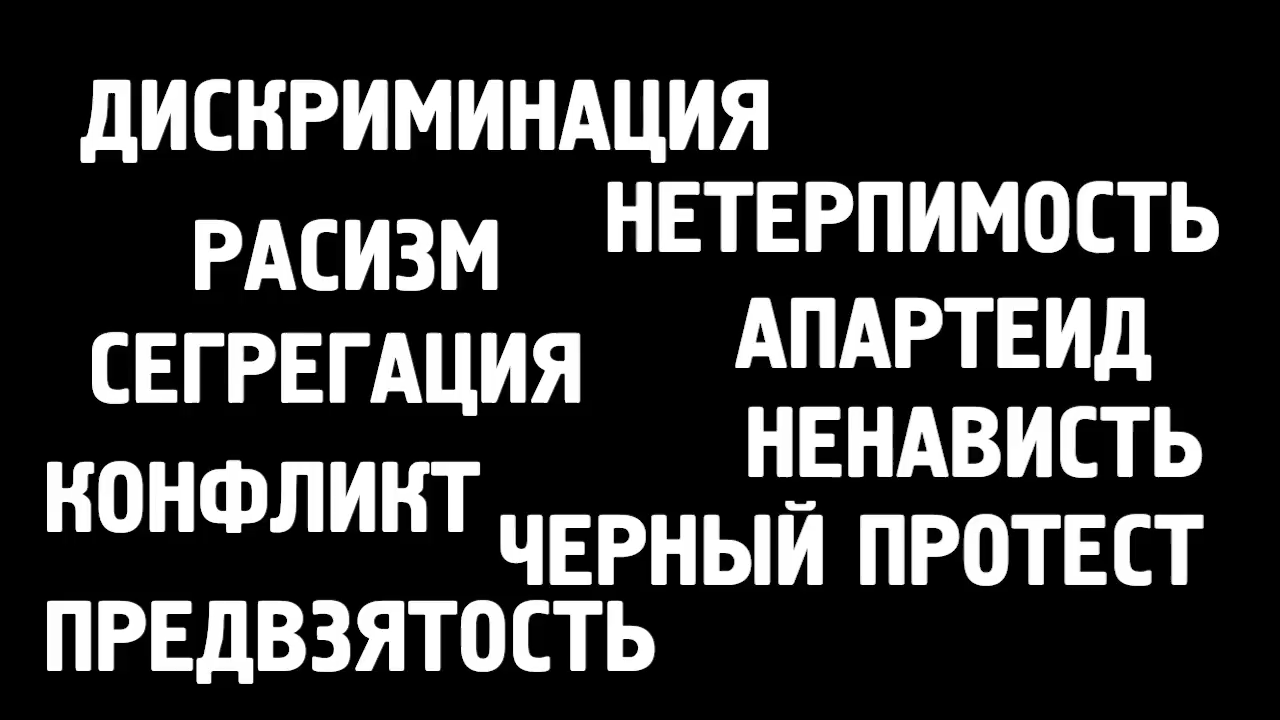 ДИСКРИМИНАЦИЯ
НЕТЕРПИМОСТЬ
РАСИЗМ
АПАРТЕИД
СЕГРЕГАЦИЯ
НЕНАВИСТЬ
КОНФЛИКТ
ЧЕРНЫЙ ПРОТЕСТ
ПРЕДВЗЯТОСТЬ